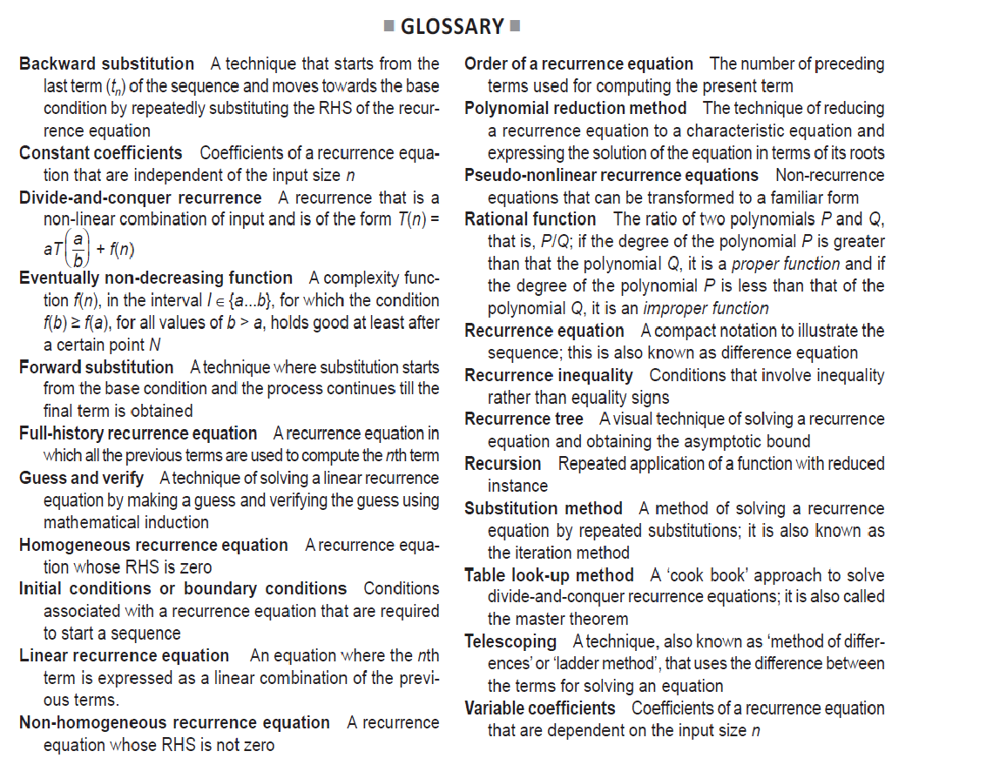 GLOSSARY
Backward substitution A technique that starts from the
last term (tₙ) of the sequence and moves towards the base
condition by repeatedly substituting the RHS of the recur-
rence equation
Constant coefficients Coefficients of a recurrence equa-
tion that are independent of the input size n
Divide-and-conquer recurrence A recurrence that is a
non-linear combination of input and is of the form T(n) =
aT(a/b) + f(n)
Eventually non-decreasing function A complexity func-
tion f(n), in the interval I ∈ {a...b}, for which the condition
f(b) ≥ f(a), for all values of b > a, holds good at least after
a certain point N
Forward substitution A technique where substitution starts
from the base condition and the process continues till the
final term is obtained
Full-history recurrence equation A recurrence equation in
which all the previous terms are used to compute the nth term
Guess and verify A technique of solving a linear recurrence
equation by making a guess and verifying the guess using
mathematical induction
Homogeneous recurrence equation A recurrence equa-
tion whose RHS is zero
Initial conditions or boundary conditions Conditions
associated with a recurrence equation that are required
to start a sequence
Linear recurrence equation An equation where the nth
term is expressed as a linear combination of the previ-
ous terms.
Non-homogeneous recurrence equation A recurrence
equation whose RHS is not zero
Order of a recurrence equation The number of preceding
terms used for computing the present term
Polynomial reduction method The technique of reducing
a recurrence equation to a characteristic equation and
expressing the solution of the equation in terms of its roots
Pseudo-nonlinear recurrence equations Non-recurrence
equations that can be transformed to a familiar form
Rational function The ratio of two polynomials P and Q,
that is, P/Q; if the degree of the polynomial P is greater
than that the polynomial Q, it is a proper function and if
the degree of the polynomial P is less than that of the
polynomial Q, it is an improper function
Recurrence equation A compact notation to illustrate the
sequence; this is also known as difference equation
Recurrence inequality Conditions that involve inequality
rather than equality signs
Recurrence tree A visual technique of solving a recurrence
equation and obtaining the asymptotic bound
Recursion Repeated application of a function with reduced
instance
Substitution method A method of solving a recurrence
equation by repeated substitutions; it is also known as
the iteration method
Table look-up method A ‘cook book’ approach to solve
divide-and-conquer recurrence equations; it is also called
the master theorem
Telescoping A technique, also known as ‘method of differ-
ences’ or ‘ladder method’, that uses the difference between
the terms for solving an equation
Variable coefficients Coefficients of a recurrence equation
that are dependent on the input size n